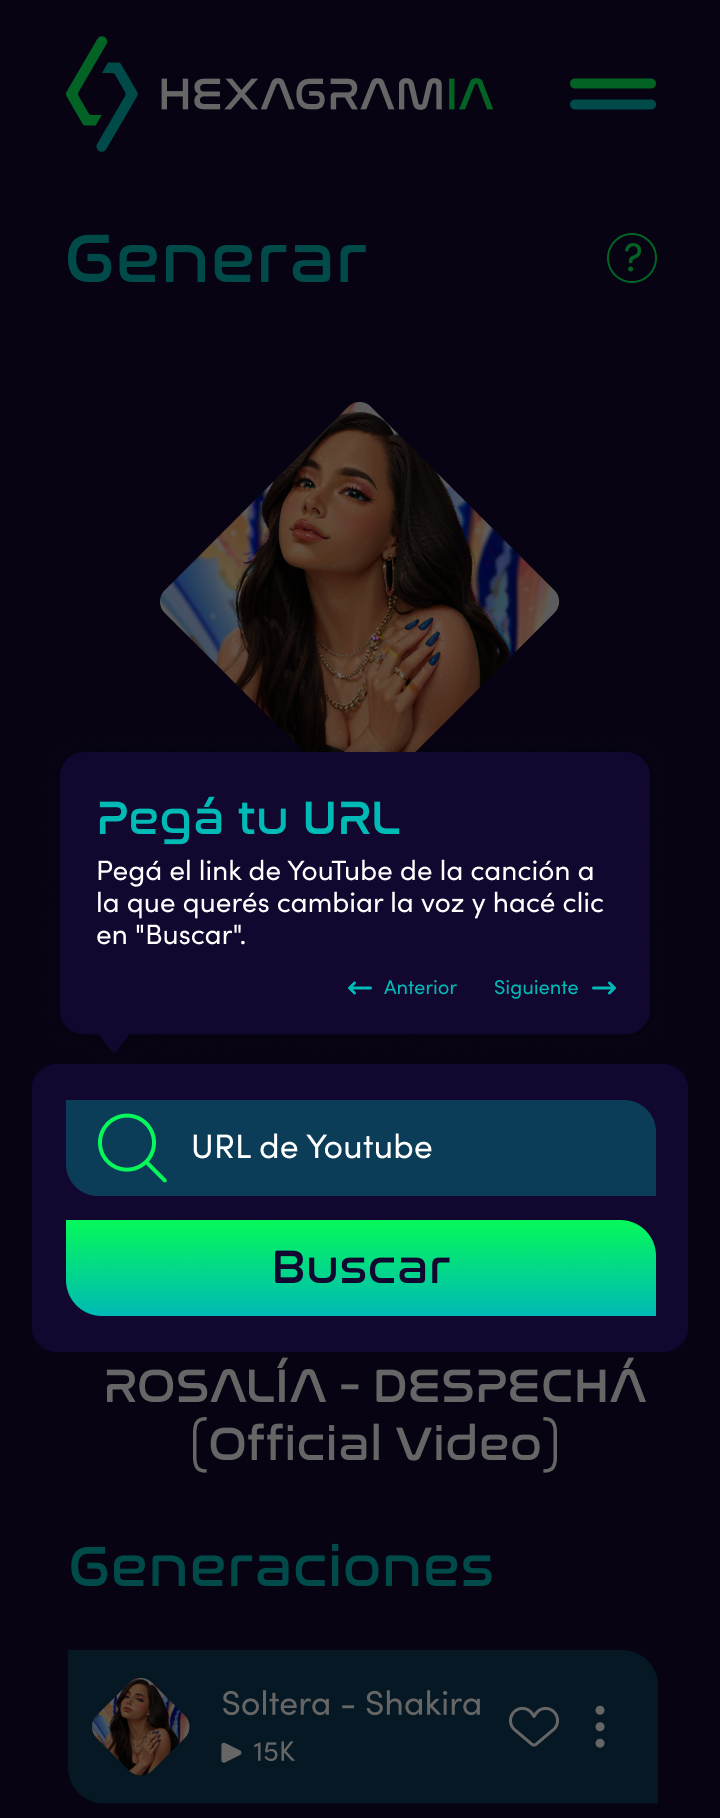 HEXAGRAMIA
Generar
?
Pegá tu URL
Pegá el link de YouTube de la canción a
la que querés cambiar la voz y hacé clic
en "Buscar".
Anterior Siguiente
URL de Youtube
Buscar
ROSALÍA - DESPECHÁ
(Official Video)
Generaciones
Soltera - Shakira
15K